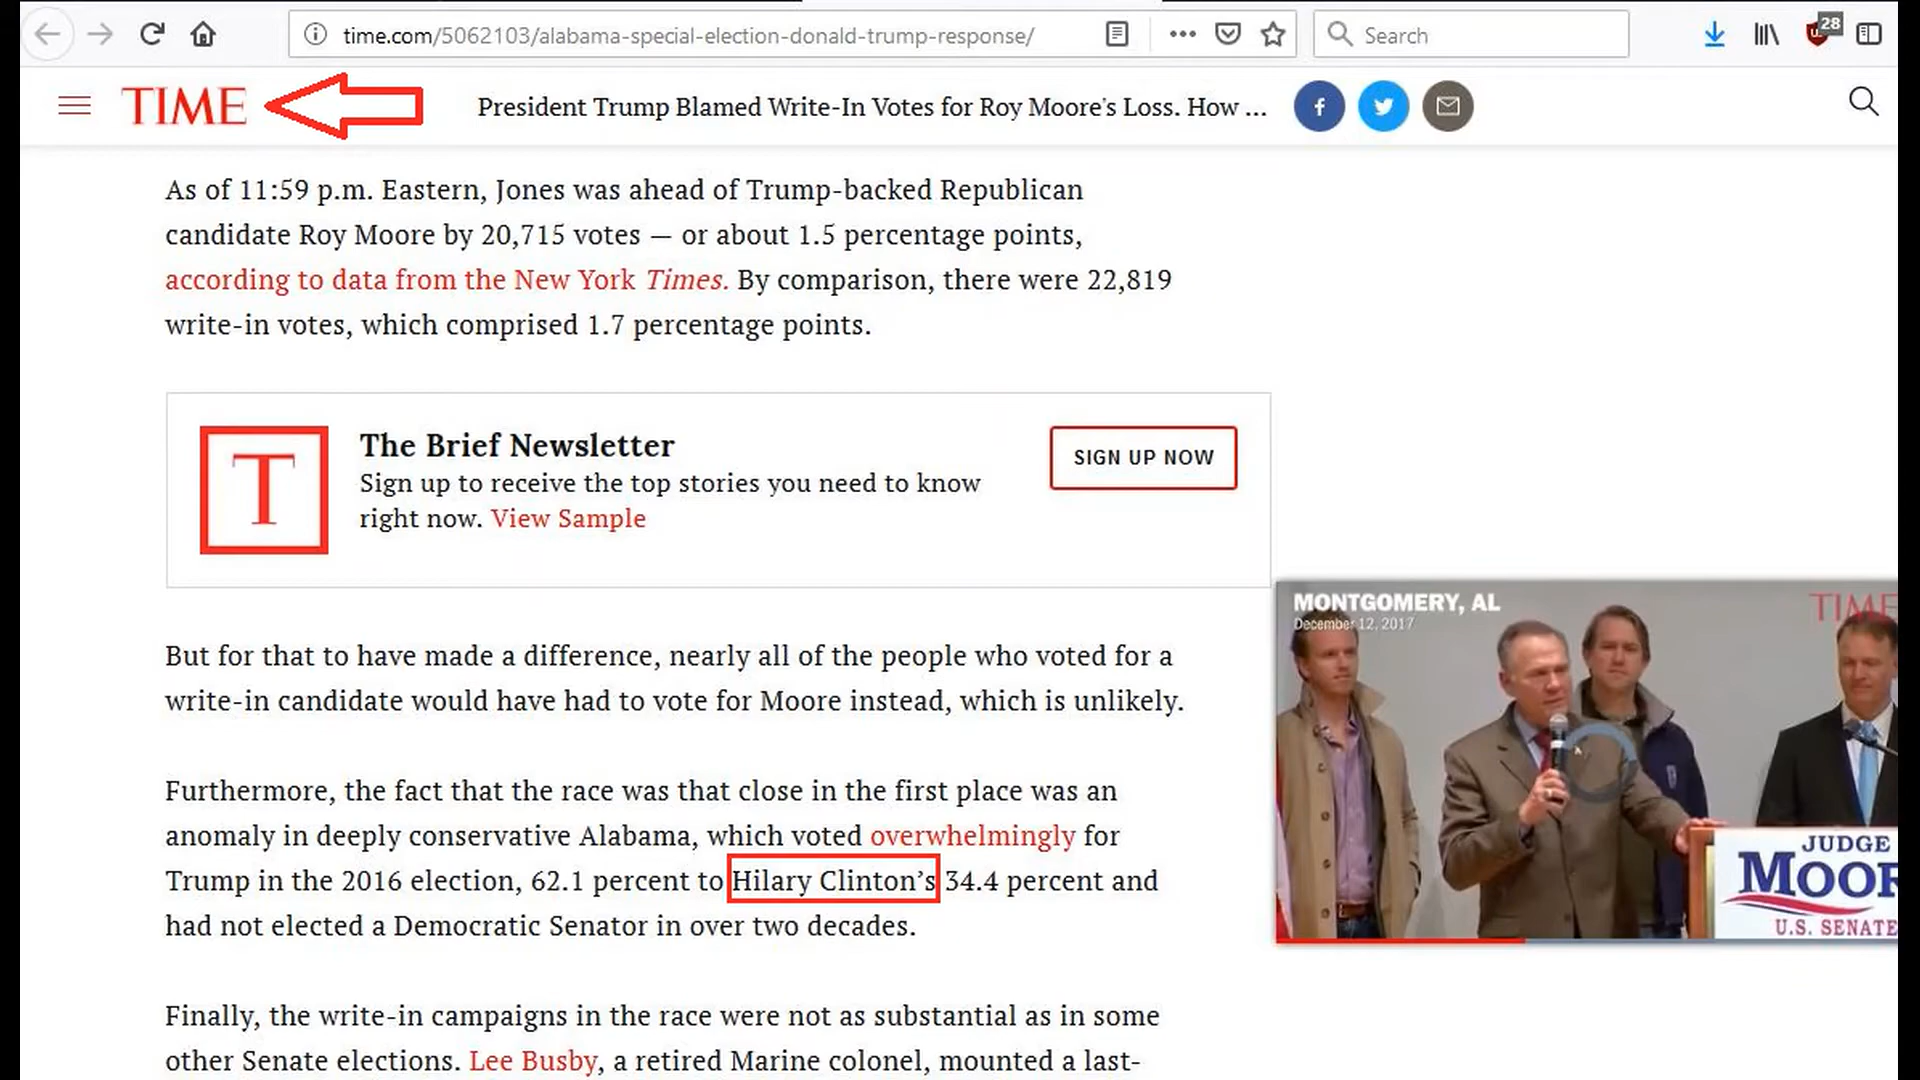 time.com/5062103/alabama-special-election-donald-trump-response/
Search
28
TIME
President Trump Blamed Write-In Votes for Roy Moore's Loss. How ...
As of 11:59 p.m. Eastern, Jones was ahead of Trump-backed Republican
candidate Roy Moore by 20,715 votes — or about 1.5 percentage points,
according to data from the New York Times. By comparison, there were 22,819
write-in votes, which comprised 1.7 percentage points.
T
The Brief Newsletter
Sign up to receive the top stories you need to know
right now. View Sample
SIGN UP NOW
But for that to have made a difference, nearly all of the people who voted for a
write-in candidate would have had to vote for Moore instead, which is unlikely.
Furthermore, the fact that the race was that close in the first place was an
anomaly in deeply conservative Alabama, which voted overwhelmingly for
Trump in the 2016 election, 62.1 percent to Hilary Clinton's 34.4 percent and
had not elected a Democratic Senator in over two decades.
Finally, the write-in campaigns in the race were not as substantial as in some
other Senate elections. Lee Busby, a retired Marine colonel, mounted a last-
MONTGOMERY, AL
December 12, 2017
TIME
JUDGE
MOOR
U.S. SENATE